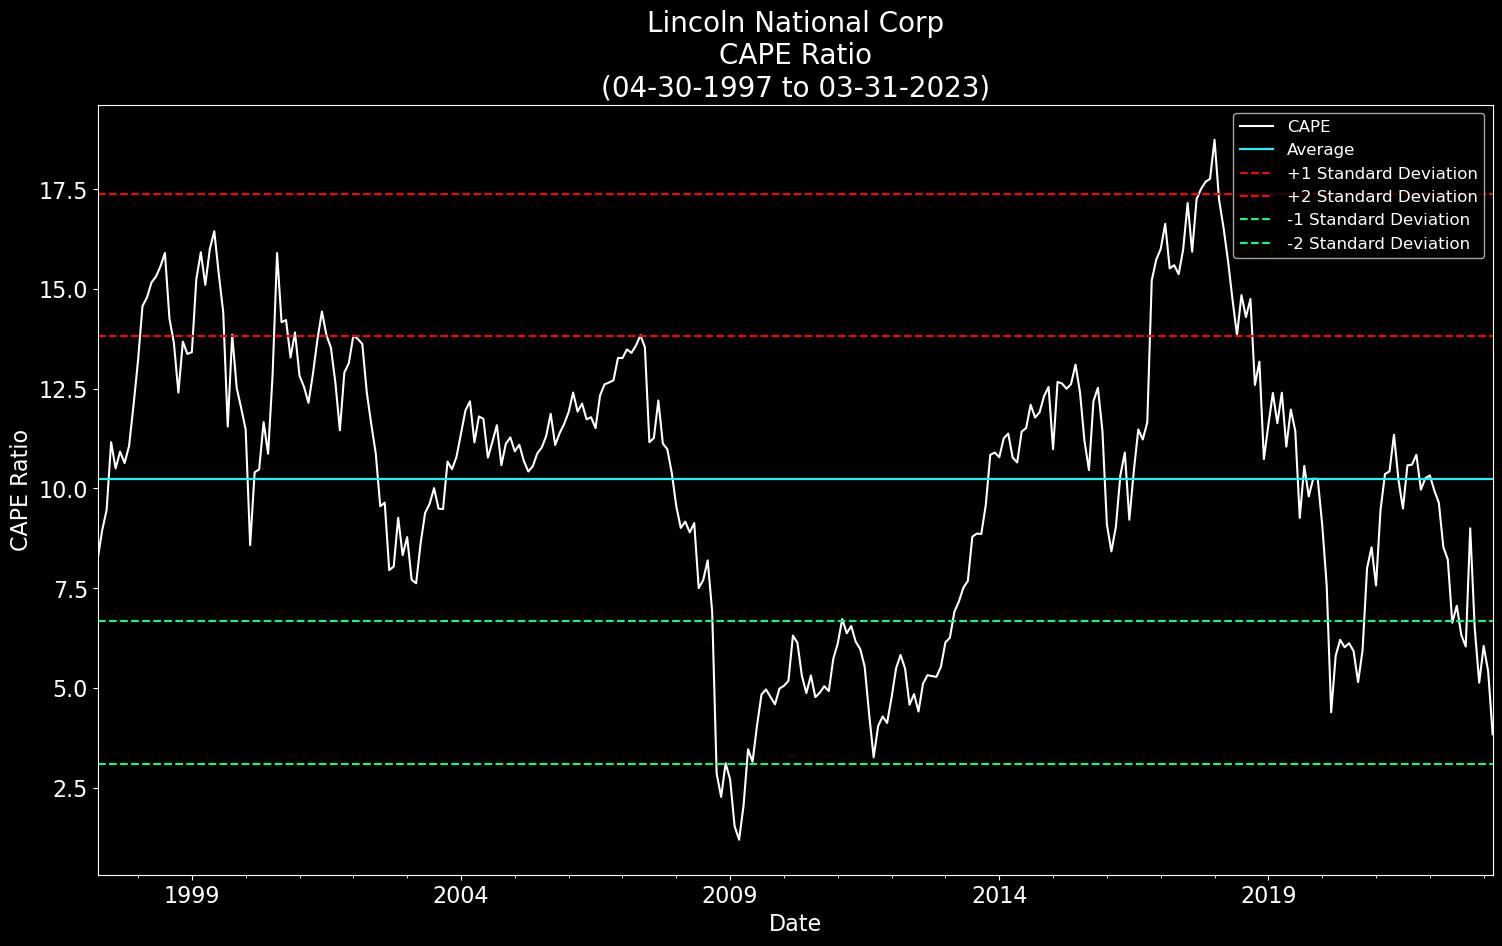 Lincoln National Corp
CAPE Ratio
(04-30-1997 to 03-31-2023)
CAPE
Average
+1 Standard Deviation
+2 Standard Deviation
-1 Standard Deviation
-2 Standard Deviation
CAPE Ratio
17.5
15.0
12.5
10.0
7.5
5.0
2.5
1999
2004
2009
2014
2019
Date